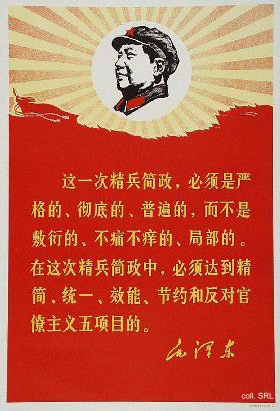 这一次精兵简政，必须是严
格的、彻底的、普遍的，而不是
敷衍的、不痛不痒的、局部的。
在这次精兵简政中，必须达到精
简、统一、效能、节约和反对官
僚主义五项目的。
毛泽东
coll. SRL